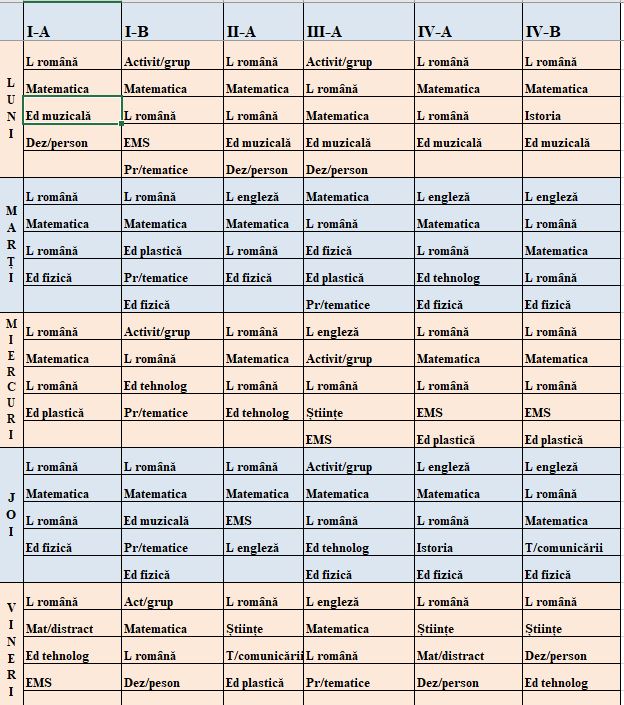 I-A I-B II-A III-A IV-A IV-B
LUNI
L română Activit/grup L română Activit/grup L română L română
Matematica Matematica Matematica L română Matematica Matematica
Ed muzicală L română L română Matematica L română Istoria
Dez/person EMS Ed muzicală Ed muzicală Ed muzicală Ed muzicală
Pr/tematice Dez/person Dez/person
MARȚI
L română L română L engleză Matematica L engleză L engleză
Matematica Matematica Matematica L română Matematica L română
L română Ed plastică L română Ed fizică L română Matematica
Ed fizică Pr/tematice Ed fizică Ed plastică Ed tehnolog L română
Ed fizică Pr/tematice Ed fizică Ed fizică
MIERCURI
L română Activit/grup L română L engleză L română L română
Matematica L română Matematica Activit/grup Matematica Matematica
L română Ed tehnolog L română L română L română L română
Ed plastică Pr/tematice Ed tehnolog Științe EMS EMS
EMS Ed plastică Ed plastică
JOI
L română L română L română Activit/grup L engleză L engleză
Matematica Matematica Matematica Matematica Matematica L română
L română Ed muzicală EMS L română L română Matematica
Ed fizică Pr/tematice L engleză Ed tehnolog Istoria T/comunicării
Ed fizică Ed fizică Ed fizică Ed fizică
VINERI
L română Act/grup L română L engleză L română L română
Mat/distract Matematica Științe Matematica Științe Științe
Ed tehnolog L română T/comunicării L română Mat/distract Dez/person
EMS Dez/peson Ed plastică Pr/tematice Dez/person Ed tehnolog